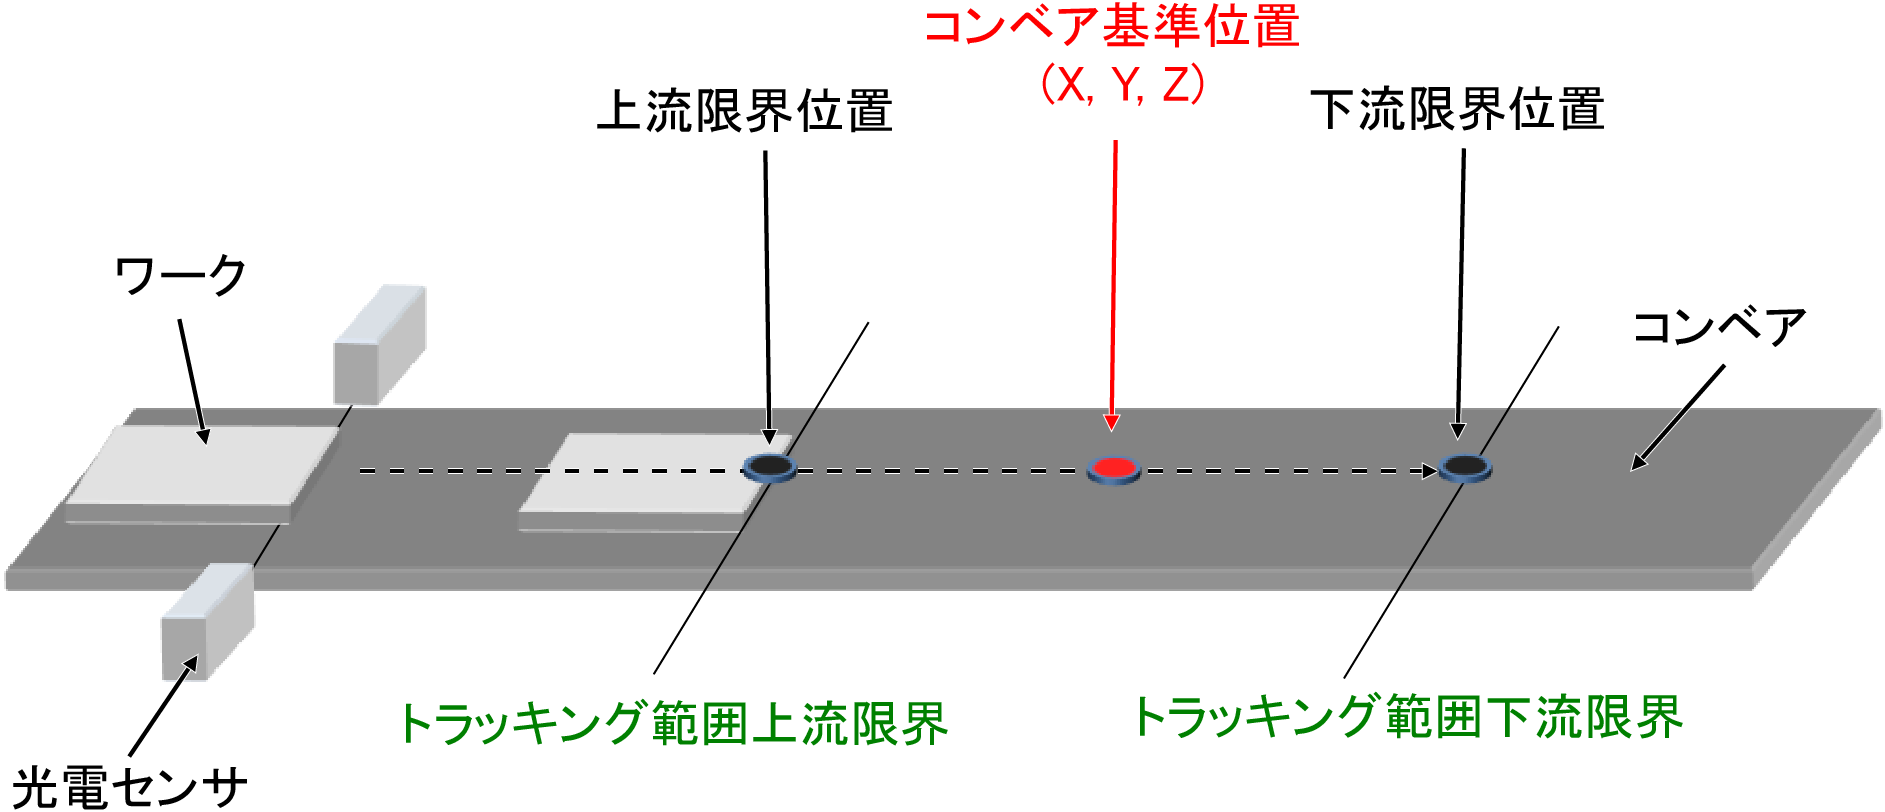 コンベア基準位置
(X, Y, Z)
上流限界位置
下流限界位置
ワーク
コンベア
トラッキング範囲上流限界
トラッキング範囲下流限界
光電センサ